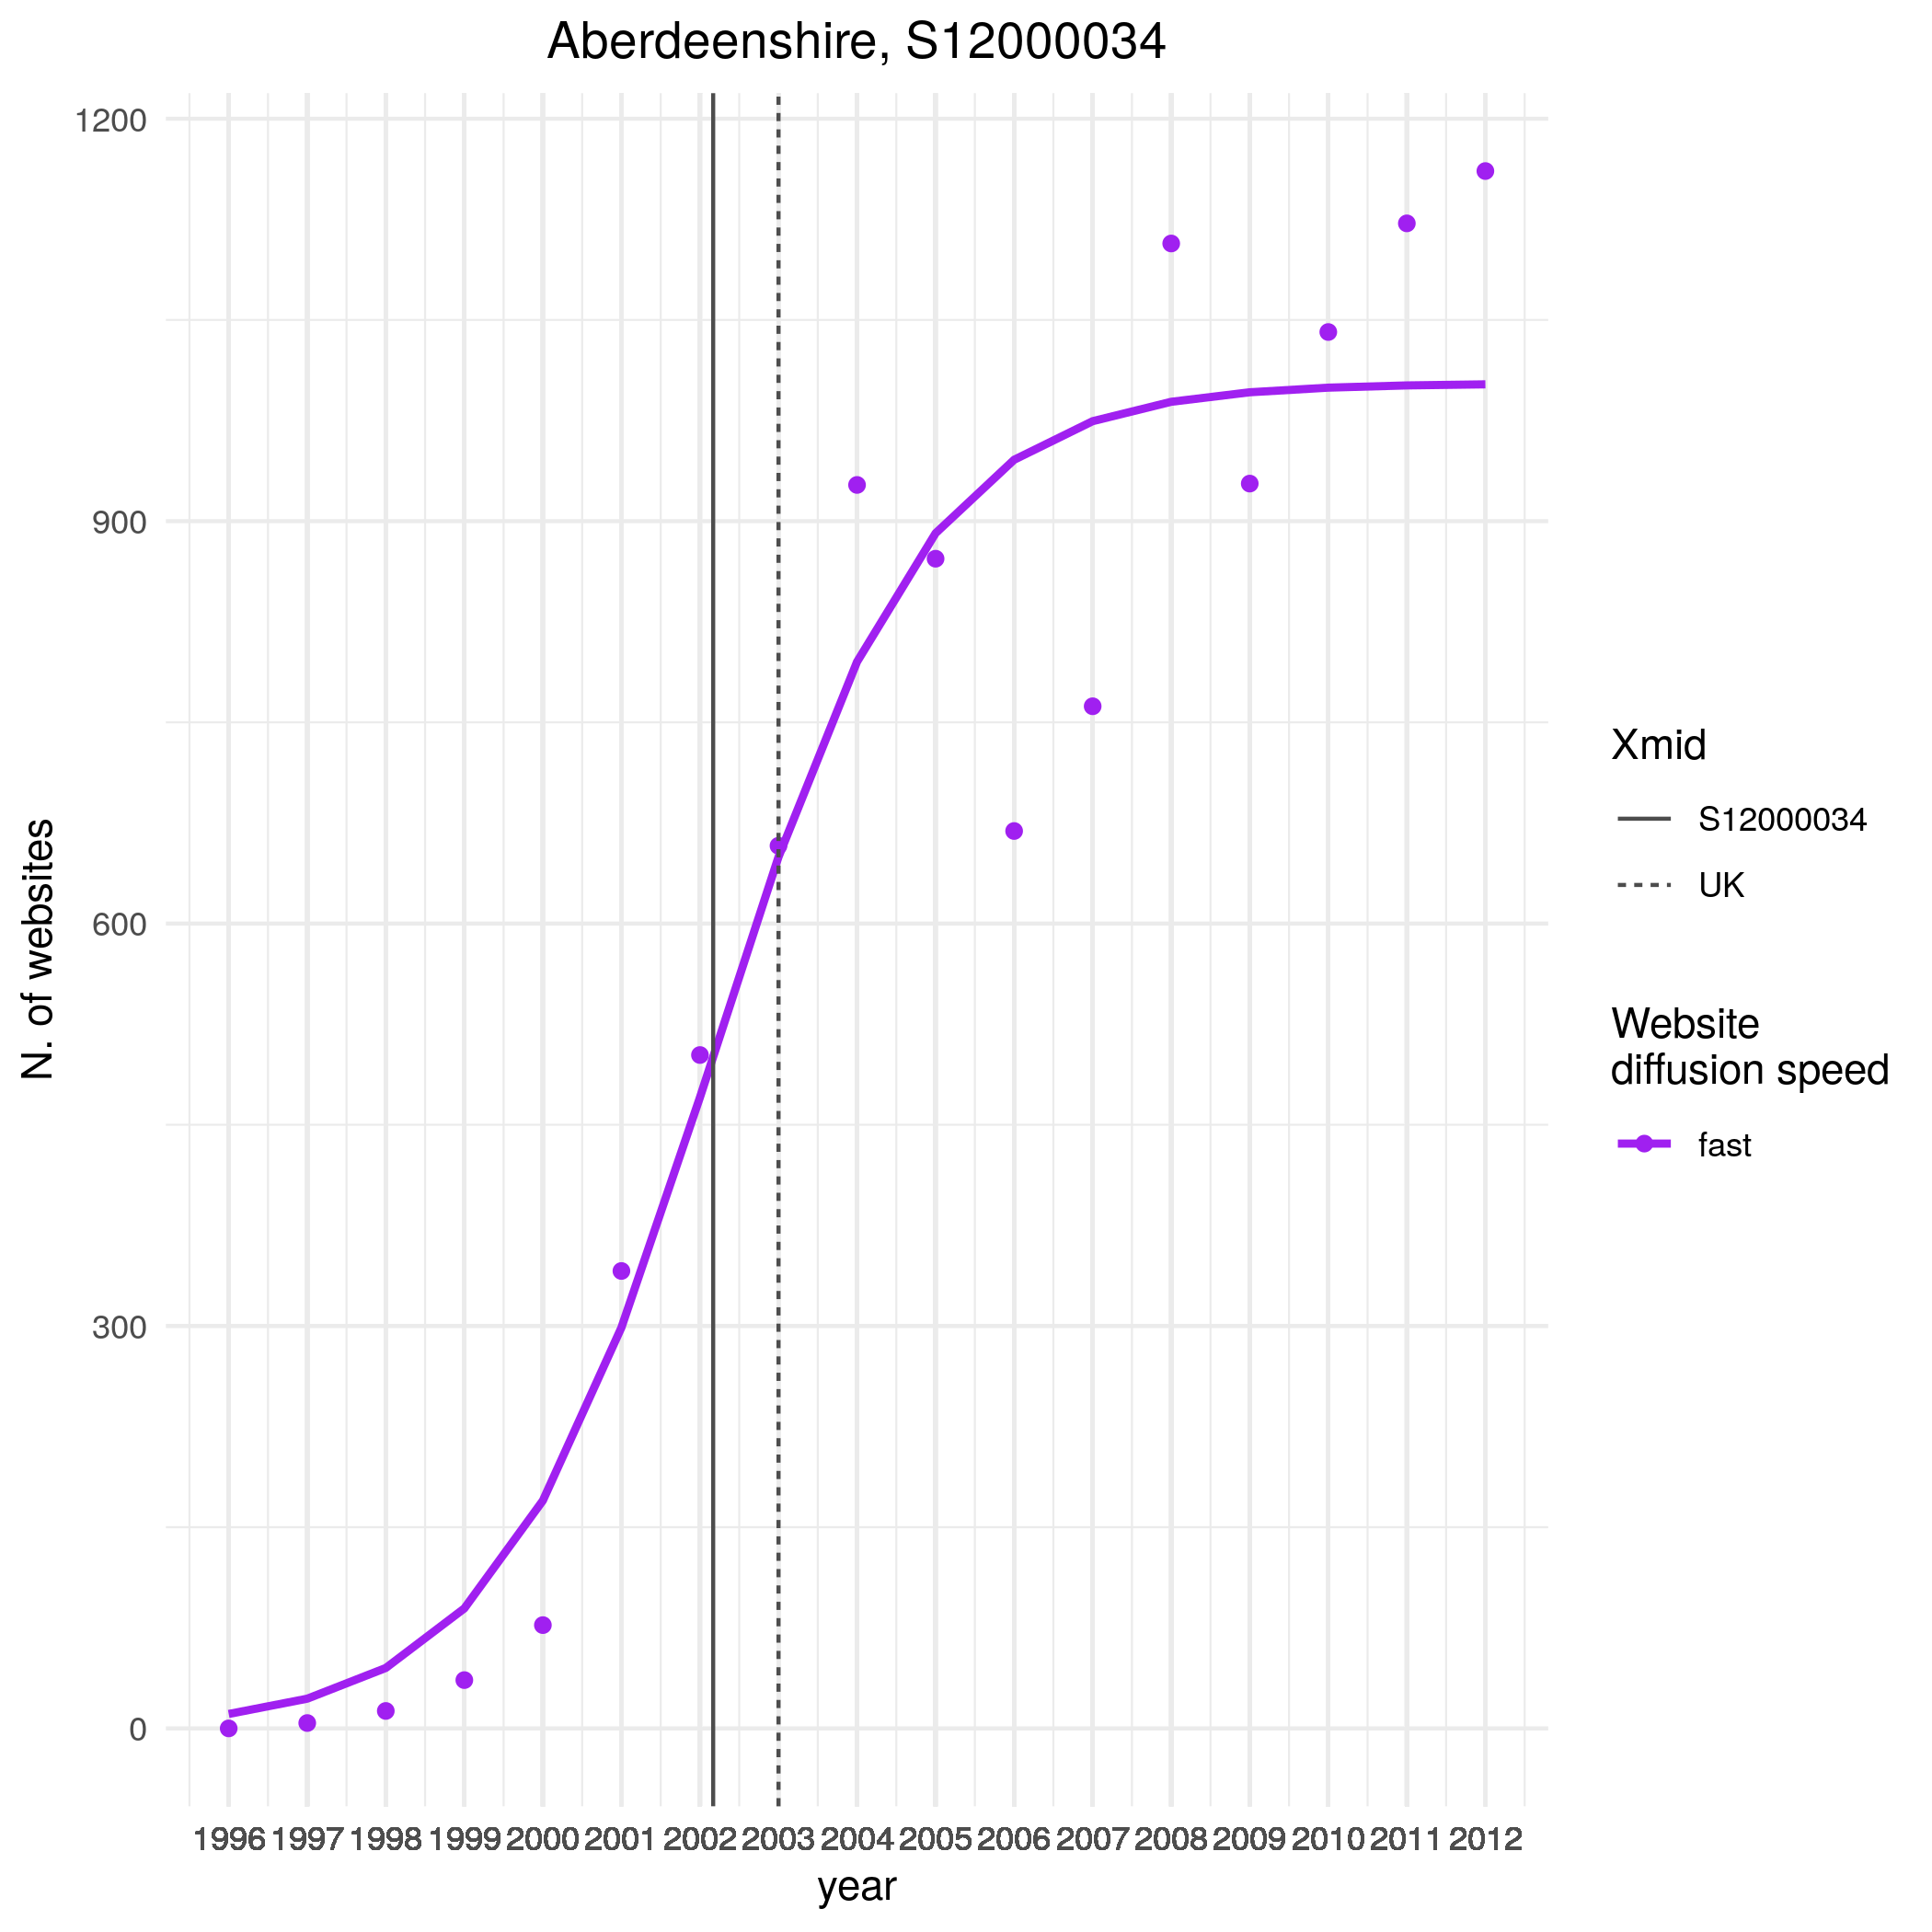 Aberdeenshire, S12000034
1200
900
600
300
0
N. of websites
1996 1997 1998 1999 2000 2001 2002 2003 2004 2005 2006 2007 2008 2009 2010 2011 2012
year
Xmid
S12000034
UK
Website
diffusion speed
fast